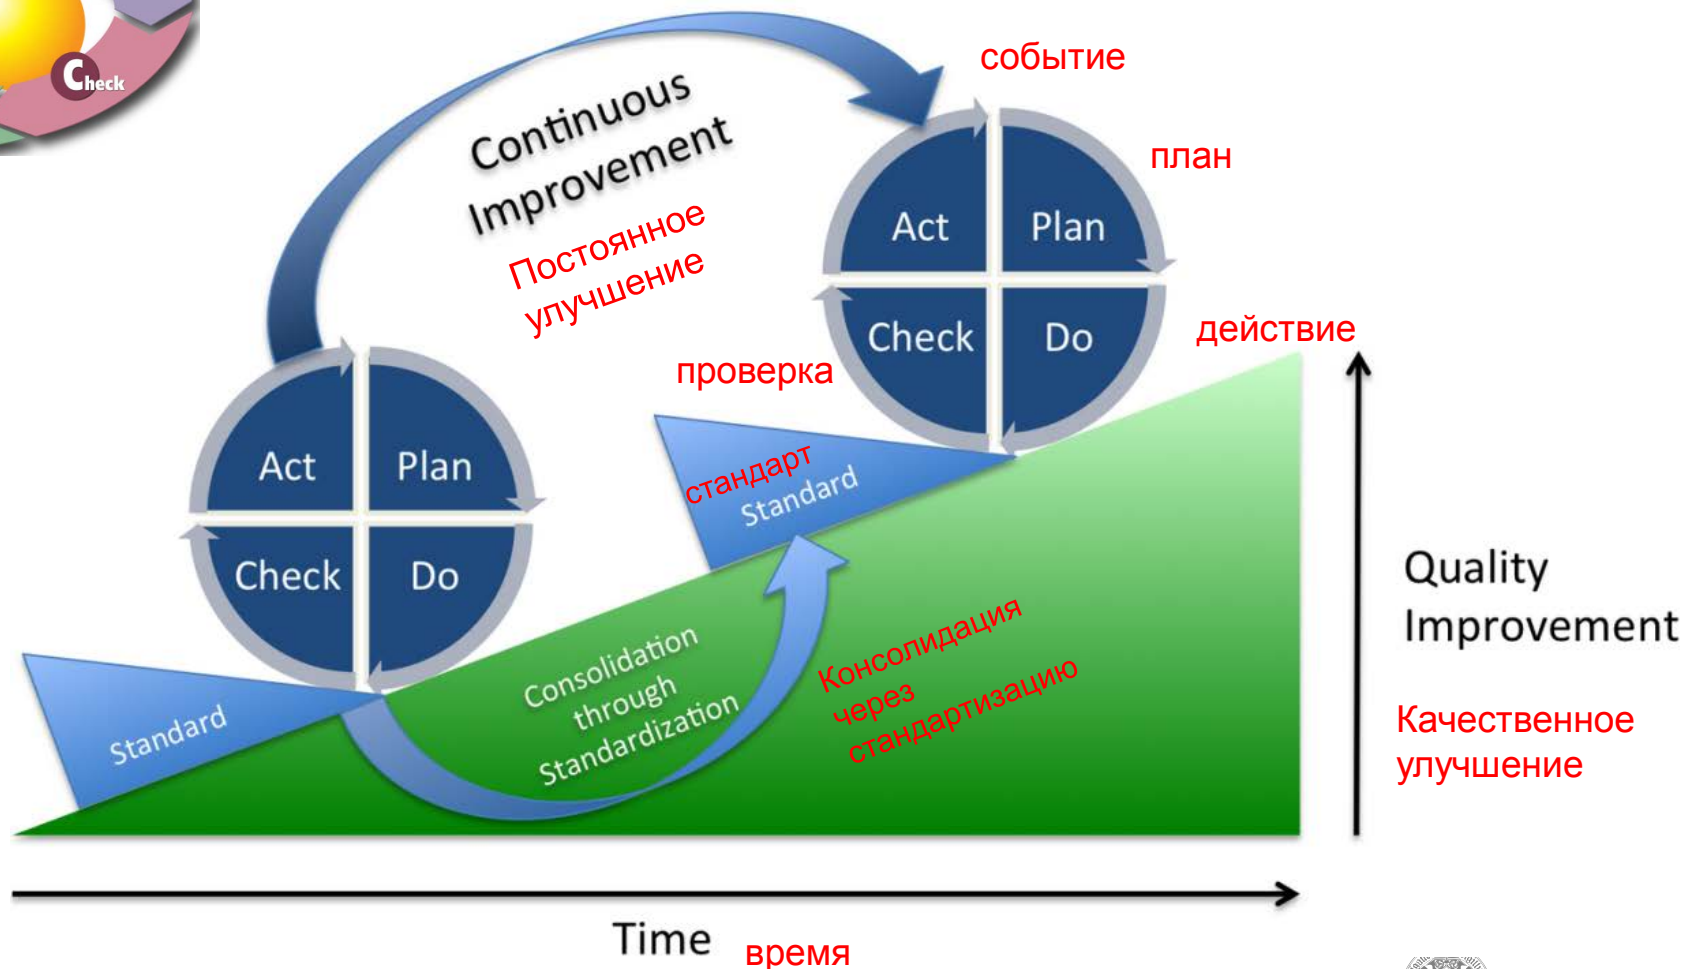 Check
событие
Continuous
Improvement
Постоянное
улучшение
план
Act Plan
Check Do
действие
проверка
Act Plan
Check Do
стандарт
Standard
Quality
Improvement
Consolidation
through
Standardization
Консолидация
через
стандартизацию
Standard
Качественное
улучшение
Time
время